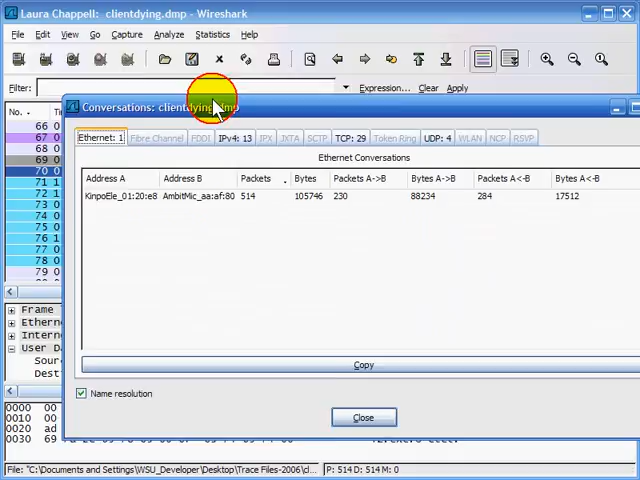 Laura Chappell: clientdying.dmp - Wireshark
File Edit View Go Capture Analyze Statistics Help
Filter: Expression... Clear Apply
No. Ti
Conversations: clientdying.dmp
66 0
67 0
68 0
69 0
70 0
71 1
72 0
73 0
74 0
75 0
76 1
77 0
78 0
79 0
Ethernet: 1 Fibre Channel FDDI IPv4: 13 IPX JXTA SCTP TCP: 29 Token Ring UDP: 4 WLAN NCP RSVP
Ethernet Conversations
Address A Address B Packets Bytes Packets A->B Bytes A->B Packets A<-B Bytes A<-B
KinpoEle_01:20:e8 AmbitMic_aa:af:80 514 105746 230 88234 284 17512
Copy
Name resolution
Close
Frame
Ethern
Intern
User Da
Sour
Dest
0000 00
0010 00
0020 ad
0030 69
File: "C:\Documents and Settings\WSU_Developer\Desktop\Trace Files-2006\cl... P: 514 D: 514 M: 0